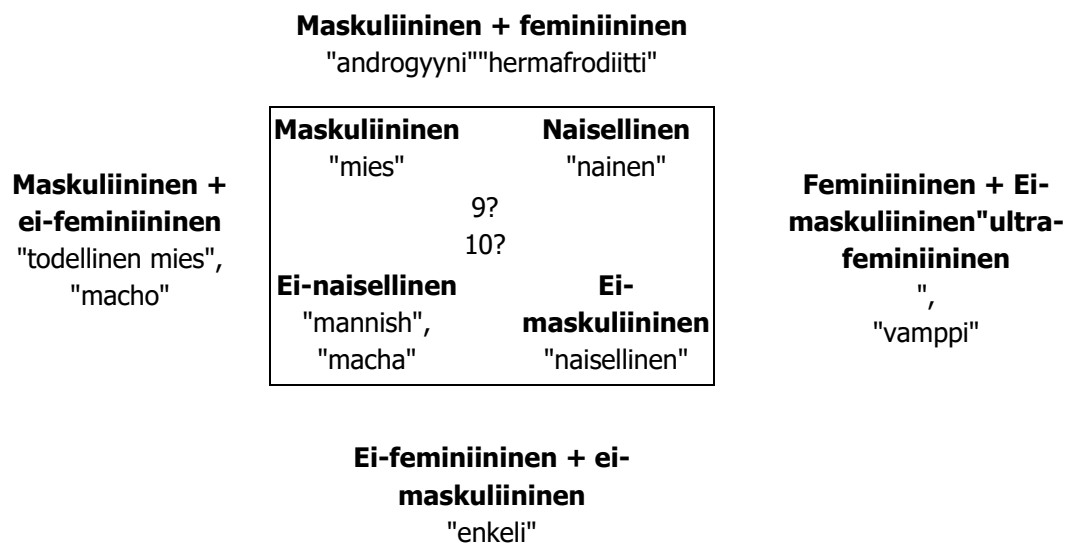 Maskuliininen + feminiininen
"androgyyni""hermafrodiitti"
Maskuliininen + ei-feminiininen
"todellinen mies",
"macho"
Maskuliininen
"mies"
Naisellinen
"nainen"
9?
10?
Ei-naisellinen
"mannish",
"macha"
Ei-
maskuliininen
"naisellinen"
Feminiininen + Ei-
maskuliininen"ultra-
feminiininen
",
"vamppi"
Ei-feminiininen + ei-
maskuliininen
"enkeli"